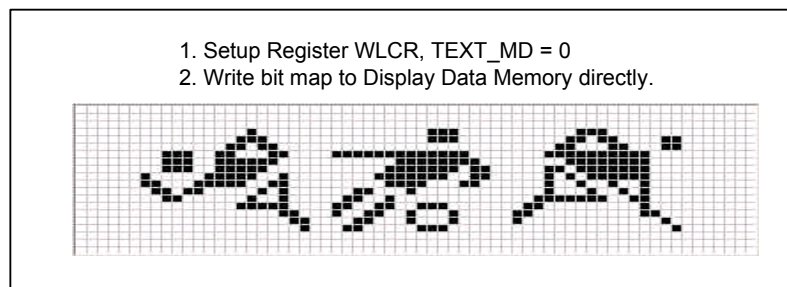 1. Setup Register WLCR, TEXT_MD = 0
2. Write bit map to Display Data Memory directly.